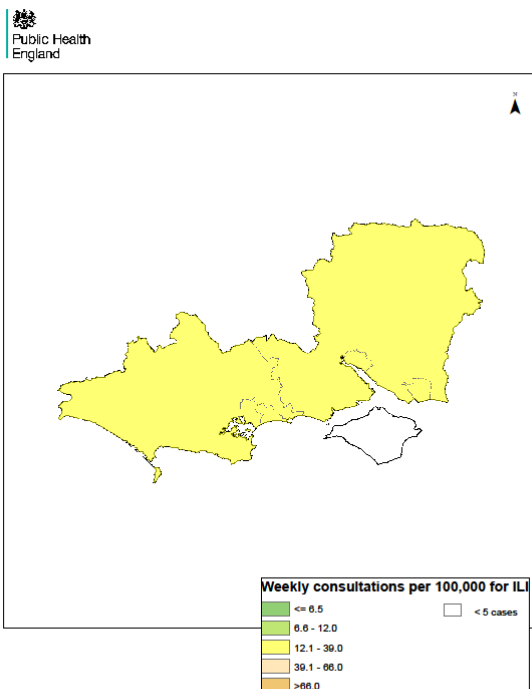 Public Health
England
N
Weekly consultations per 100,000 for ILI
<= 6.5
< 5 cases
6.6 - 12.0
12.1 - 39.0
39.1 - 66.0
>66.0